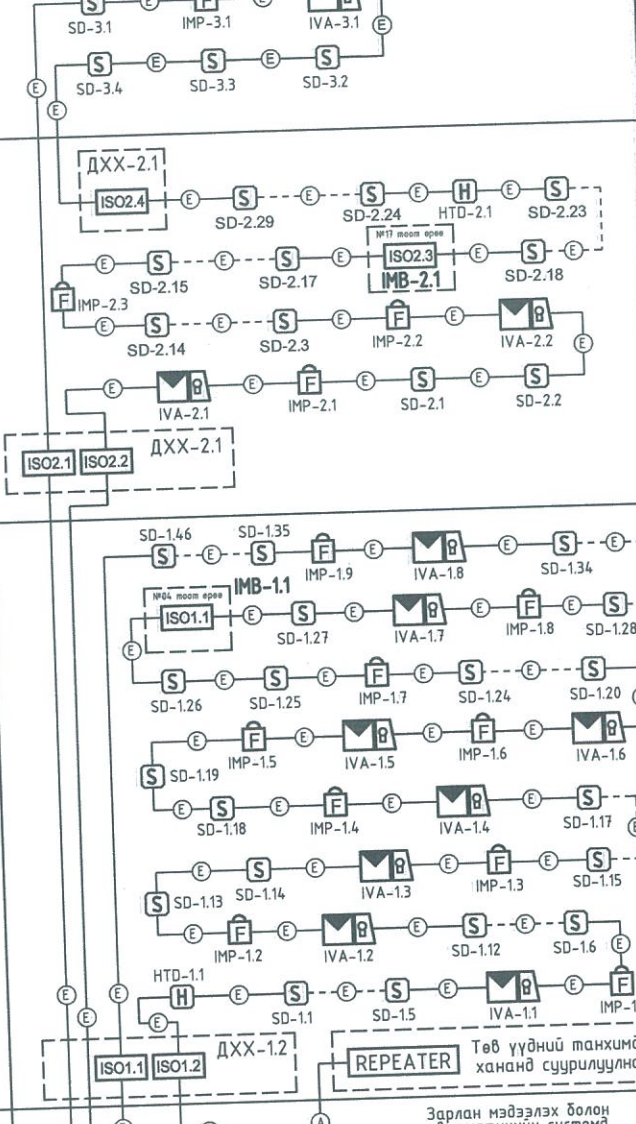 SD-3.1 IMP-3.1 IVA-3.1
E
E E
SD-3.4 SD-3.3 SD-3.2
E
E
ДХХ-2.1
ISO2.4 E S E S E H E S
SD-2.29 SD-2.24 HTD-2.1 SD-2.23
№17 тоот өрөө
E S E S E ISO2.3 E S E
SD-2.15 SD-2.17 IMB-2.1 SD-2.18
F IMP-2.3
E S E S E F E
SD-2.14 SD-2.3 IMP-2.2 IVA-2.2
E
E E F E S E S
IVA-2.1 IMP-2.1 SD-2.1 SD-2.2
ДХХ-2.1
ISO2.1 ISO2.2
SD-1.46 SD-1.35
S E S F E E S E
IMP-1.9 IVA-1.8 SD-1.34
№04 тоот өрөө IMB-1.1
ISO1.1 E S E E F E S
SD-1.27 IVA-1.7 IMP-1.8 SD-1.28
E
S E S E F E S E S
SD-1.26 SD-1.25 IMP-1.7 SD-1.24 SD-1.20
E F E E F E
IMP-1.5 IVA-1.5 IMP-1.6 IVA-1.6
S SD-1.19
E S E F E E S
SD-1.18 IMP-1.4 IVA-1.4 SD-1.17
E S E E F E S
SD-1.14 IVA-1.3 IMP-1.3 SD-1.15
S SD-1.13
E F E E S E S
IMP-1.2 IVA-1.2 SD-1.12 SD-1.6
E
HTD-1.1
E E E H E S E S E E F
SD-1.1 SD-1.5 IVA-1.1 IMP-1
E E
ДХХ-1.2
ISO1.1 ISO1.2
REPEATER
Төв үүдний танхимд
хананд суурилуулна
A
Зарлан мэдээлэх болон